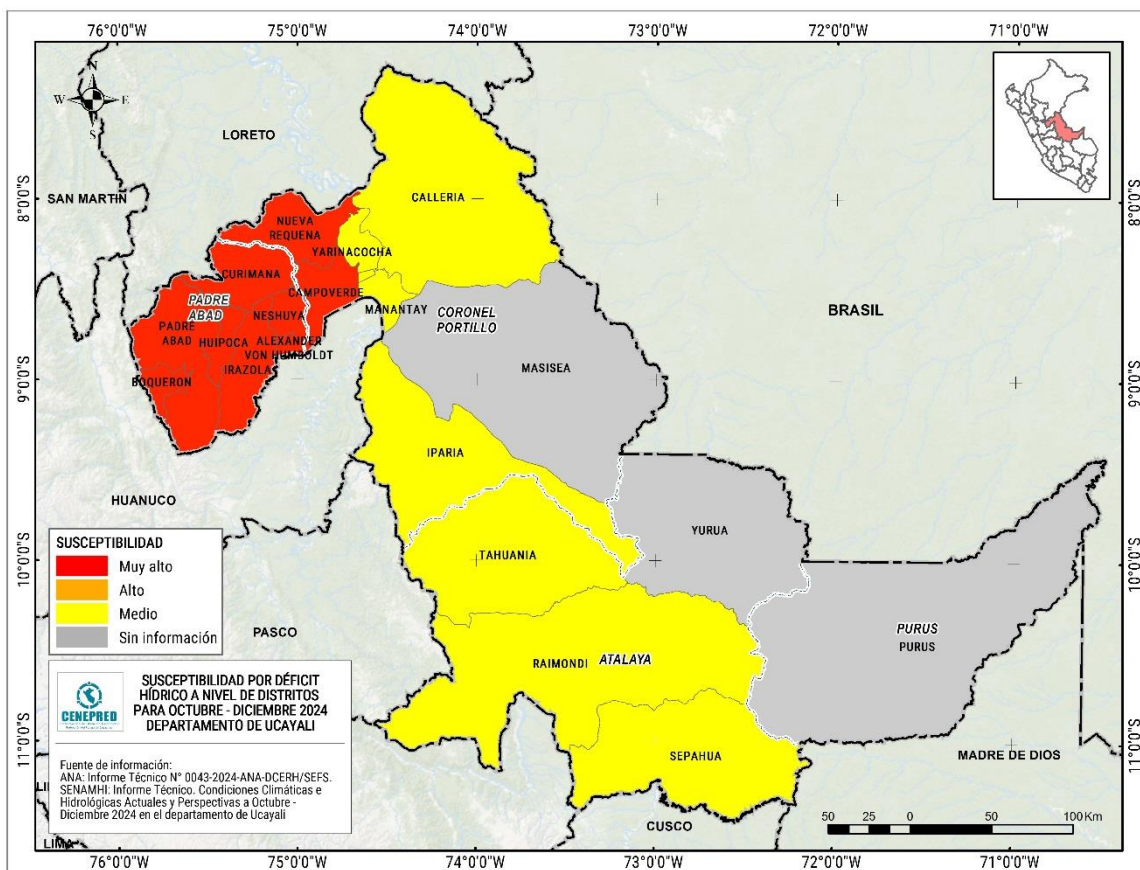 76°0'0"W
75°0'0"W
74°0'0"W
73°0'0"W
72°0'0"W
71°0'0"W
N
W
E
S
LORETO
SAN MARTIN
8°0'0"S
8°0'0"S
CALLERIA
NUEVA
REQUENA
YARINACOCHA
CURIMANA
CAMPOVERDE
PADRE
ABAD
NESHUYA
MANANTAY
CORONEL
PORTILLO
BRASIL
PADRE
ABAD
HUIPOCA
ALEXANDER
VON HUMBOLDT
IRAZOLA
BOQUERON
MASISEA
9°0'0"S
9°0'0"S
IPARIA
HUANUCO
YURUA
TAHUANIA
10°0'0"S
10°0'0"S
SUSCEPTIBILIDAD
Muy alto
Alto
Medio
Sin información
PASCO
PURUS
PURUS
RAIMONDI
ATALAYA
CENEPRED
SUSCEPTIBILIDAD POR DÉFICIT
HÍDRICO A NIVEL DE DISTRITOS
PARA OCTUBRE - DICIEMBRE 2024
DEPARTAMENTO DE UCAYALI
11°0'0"S
11°0'0"S
SEPAHUA
MADRE DE DIOS
Fuente de información:
ANA: Informe Técnico N° 0043-2024-ANA-DCERH/SEFS.
SENAMHI: Informe Técnico. Condiciones Climáticas e
Hidrológicas Actuales y Perspectivas a Octubre -
Diciembre 2024 en el departamento de Ucayali
LIMA
CUSCO
50 25 0 50 100 Km
76°0'0"W
75°0'0"W
74°0'0"W
73°0'0"W
72°0'0"W
71°0'0"W